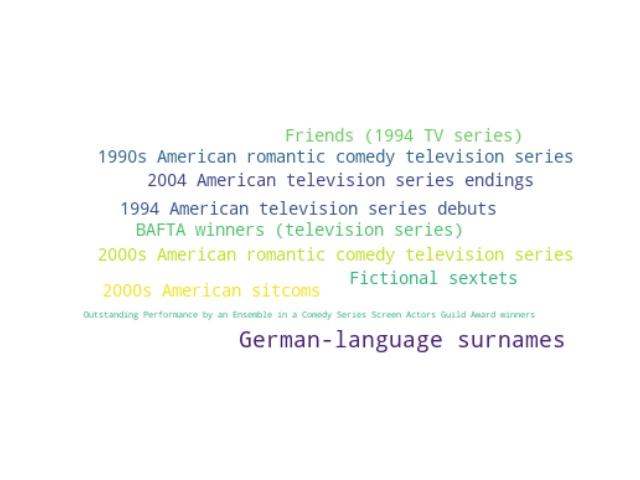 Friends (1994 TV series)
1990s American romantic comedy television series
2004 American television series endings
1994 American television series debuts
BAFTA winners (television series)
2000s American romantic comedy television series
Fictional sextets
2000s American sitcoms
Outstanding Performance by an Ensemble in a Comedy Series Screen Actors Guild Award winners
German-language surnames